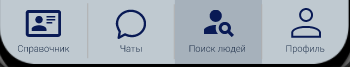 Справочник
Чаты
Поиск людей
Профиль